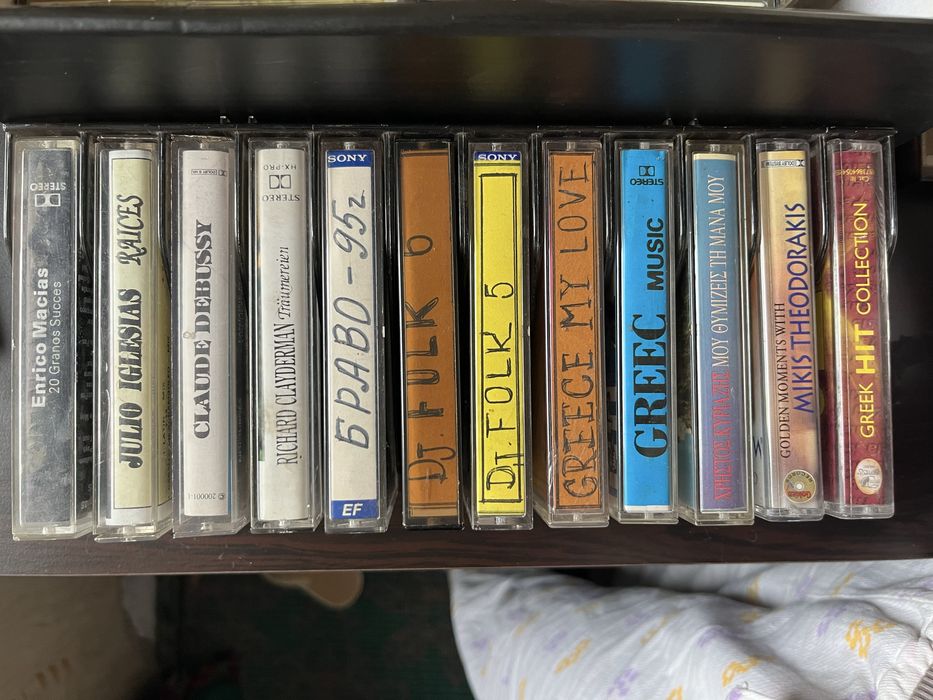 STEREO
Enrico Macias
20 Granos Succes
JULIO IGLESIAS RAICES
CLAUDE DEBUSSY
HX-PRO
STEREO
RICHARD CLAYDERMAN Träumereien
SONY
БРАВО - 95г
EF
DJ. FOLK 6
SONY
DJ. FOLK 5
GREECE MY LOVE
STEREO
GREEC MUSIC
ΧΡΗΣΤΟΣ ΚΥΡΙΑΖΗΣ ΜΟΥ ΘΥΜΙΖΕΙΣ ΤΗ ΜΑΝΑ ΜΟΥ
GOLDEN MOMENTS WITH
MIKIS THEODORAKIS
GREEK HIT COLLECTION